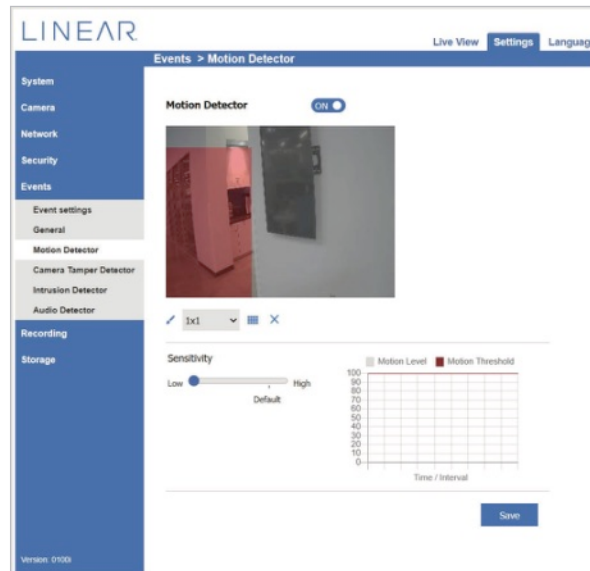 LINEAR
Live View Settings Languag
Events > Motion Detector
System
Camera
Network
Security
Events
Event settings
General
Motion Detector
Camera Tamper Detector
Intrusion Detector
Audio Detector
Recording
Storage
Version: 0100i
Motion Detector ON
1x1
Sensitivity
Low High
Default
Motion Level Motion Threshold
100
90
80
70
60
50
40
30
20
10
0
Time / Interval
Save